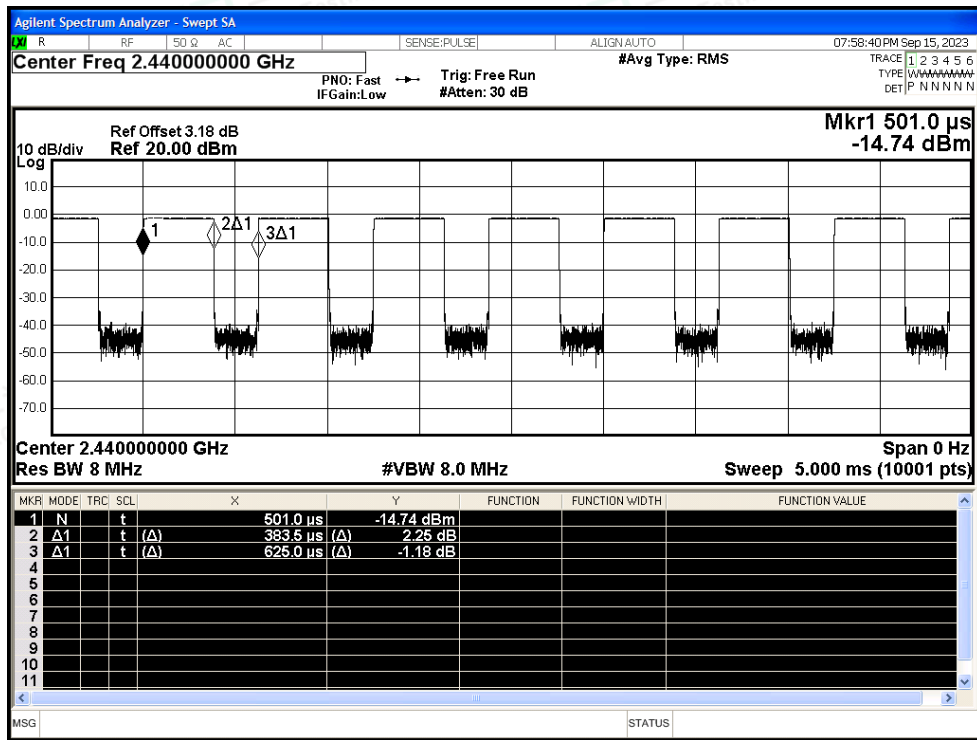 Agilent Spectrum Analyzer - Swept SA
LXI R RF 50 Ω AC SENSE:PULSE ALIGN AUTO 07:58:40 PM Sep 15, 2023
Center Freq 2.440000000 GHz #Avg Type: RMS TRACE 1 2 3 4 5 6
PNO: Fast Trig: Free Run TYPE W
IFGain:Low #Atten: 30 dB DET P N N N N N
Mkr1 501.0 µs
Ref Offset 3.18 dB
10 dB/div Ref 20.00 dBm -14.74 dBm
Log
10.0
0.00
1 2Δ1 3Δ1
-10.0
-20.0
-30.0
-40.0
-50.0
-60.0
-70.0
Center 2.440000000 GHz Span 0 Hz
Res BW 8 MHz #VBW 8.0 MHz Sweep 5.000 ms (10001 pts)
MKR MODE TRC SCL X Y FUNCTION FUNCTION WIDTH FUNCTION VALUE
1 N t 501.0 µs -14.74 dBm
2 Δ1 t (Δ) 383.5 µs (Δ) 2.25 dB
3 Δ1 t (Δ) 625.0 µs (Δ) -1.18 dB
4
5
6
7
8
9
10
11
MSG STATUS